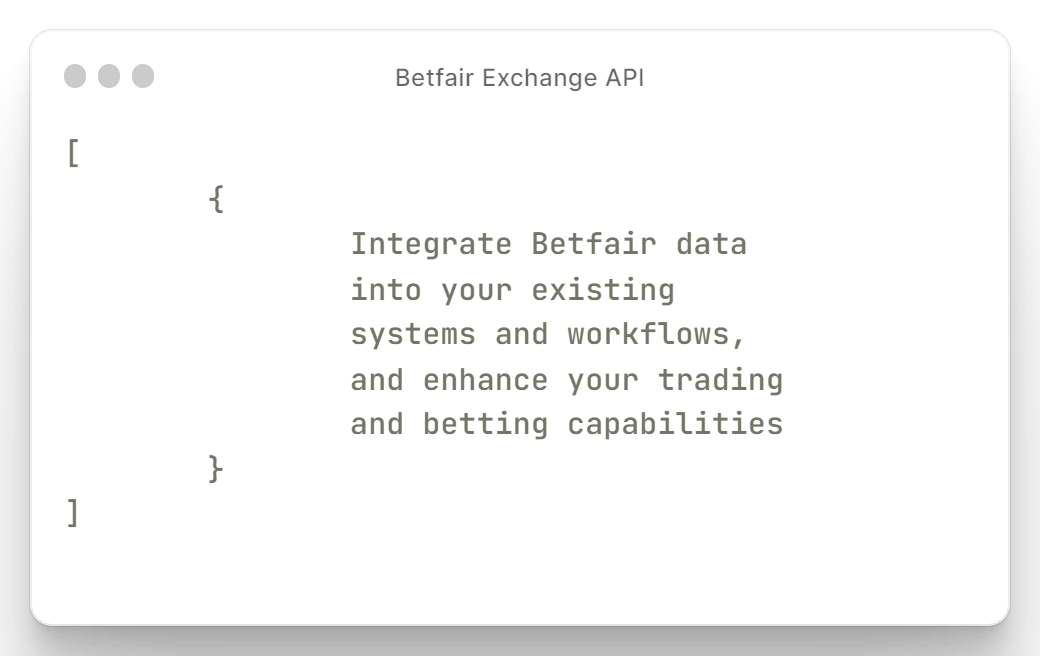 Betfair Exchange API
[
{
Integrate Betfair data
into your existing
systems and workflows,
and enhance your trading
and betting capabilities
}
]